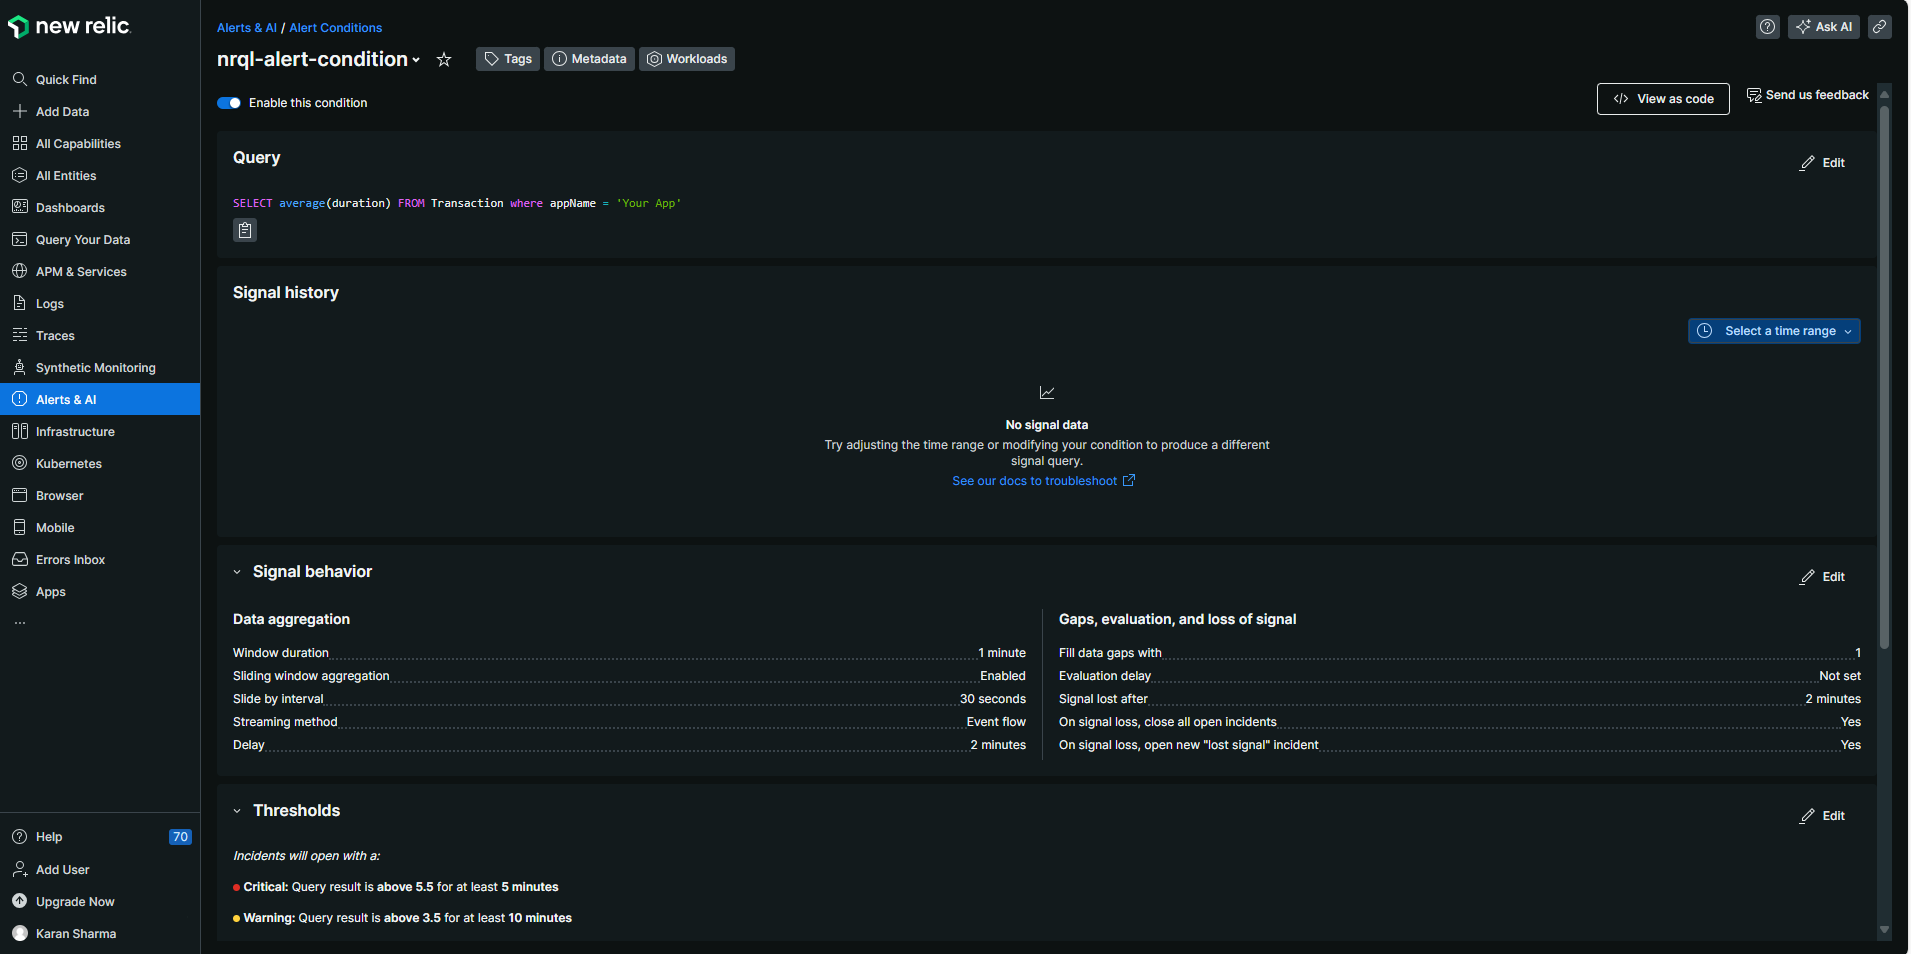 new relic.
Quick Find
Add Data
All Capabilities
All Entities
Dashboards
Query Your Data
APM & Services
Logs
Traces
Synthetic Monitoring
Alerts & AI
Infrastructure
Kubernetes
Browser
Mobile
Errors Inbox
Apps
...
Help 70
Add User
Upgrade Now
Karan Sharma
Alerts & AI / Alert Conditions
Ask AI
nrql-alert-condition
Tags Metadata Workloads
Enable this condition
</> View as code Send us feedback
Query
Edit
SELECT average(duration) FROM Transaction where appName = 'Your App'
Signal history
Select a time range
No signal data
Try adjusting the time range or modifying your condition to produce a different
signal query.
See our docs to troubleshoot
Signal behavior
Edit
Data aggregation
Window duration 1 minute
Sliding window aggregation Enabled
Slide by interval 30 seconds
Streaming method Event flow
Delay 2 minutes
Gaps, evaluation, and loss of signal
Fill data gaps with 1
Evaluation delay Not set
Signal lost after 2 minutes
On signal loss, close all open incidents Yes
On signal loss, open new "lost signal" incident Yes
Thresholds
Edit
Incidents will open with a:
Critical: Query result is above 5.5 for at least 5 minutes
Warning: Query result is above 3.5 for at least 10 minutes